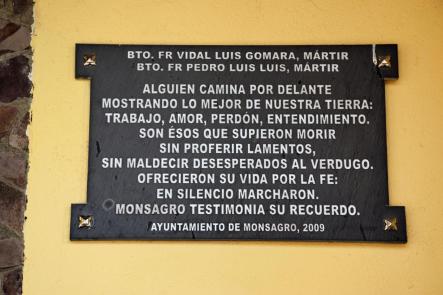 BTO. FR VIDAL LUIS GOMARA, MÁRTIR
BTO. FR PEDRO LUIS LUIS, MÁRTIR
ALGUIEN CAMINA POR DELANTE
MOSTRANDO LO MEJOR DE NUESTRA TIERRA:
TRABAJO, AMOR, PERDÓN, ENTENDIMIENTO.
SON ÉSOS QUE SUPIERON MORIR
SIN PROFERIR LAMENTOS,
SIN MALDECIR DESESPERADOS AL VERDUGO.
OFRECIERON SU VIDA POR LA FE:
EN SILENCIO MARCHARON.
MONSAGRO TESTIMONIA SU RECUERDO.
AYUNTAMIENTO DE MONSAGRO, 2009